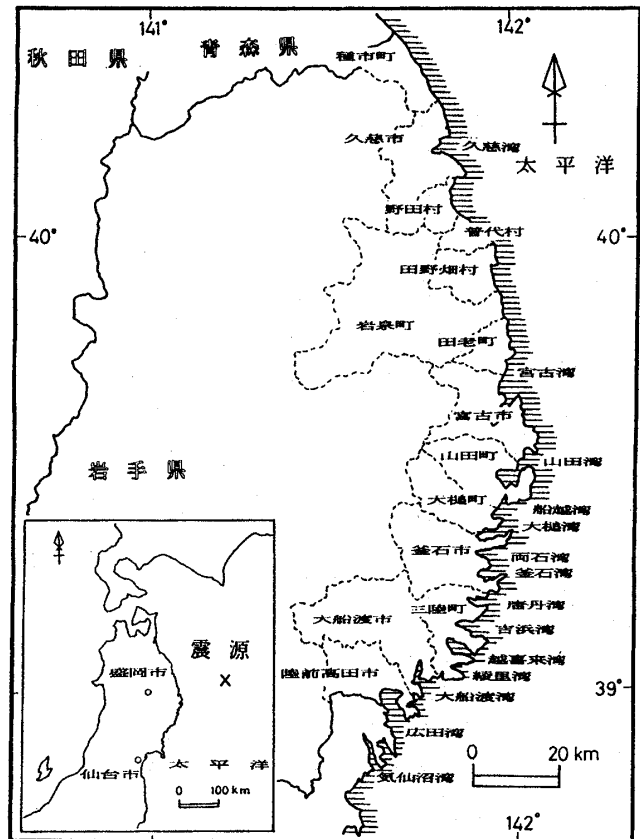 141°
142°
秋田県
青森県
種市町
久慈市
久慈湾
太平洋
野田村
40°
普代村
40°
田野畑村
岩泉町
田老町
宮古湾
宮古市
山田町
山田湾
岩手県
大槌町
船越湾
大槌湾
釜石市
両石湾
釜石湾
三陸町
唐丹湾
大船渡市
吉浜湾
越喜来湾
陸前高田市
綾里湾
39°
大船渡湾
広田湾
0 20 km
気仙沼湾
142°
震源
盛岡市
X
仙台市
太平洋
0 100 km